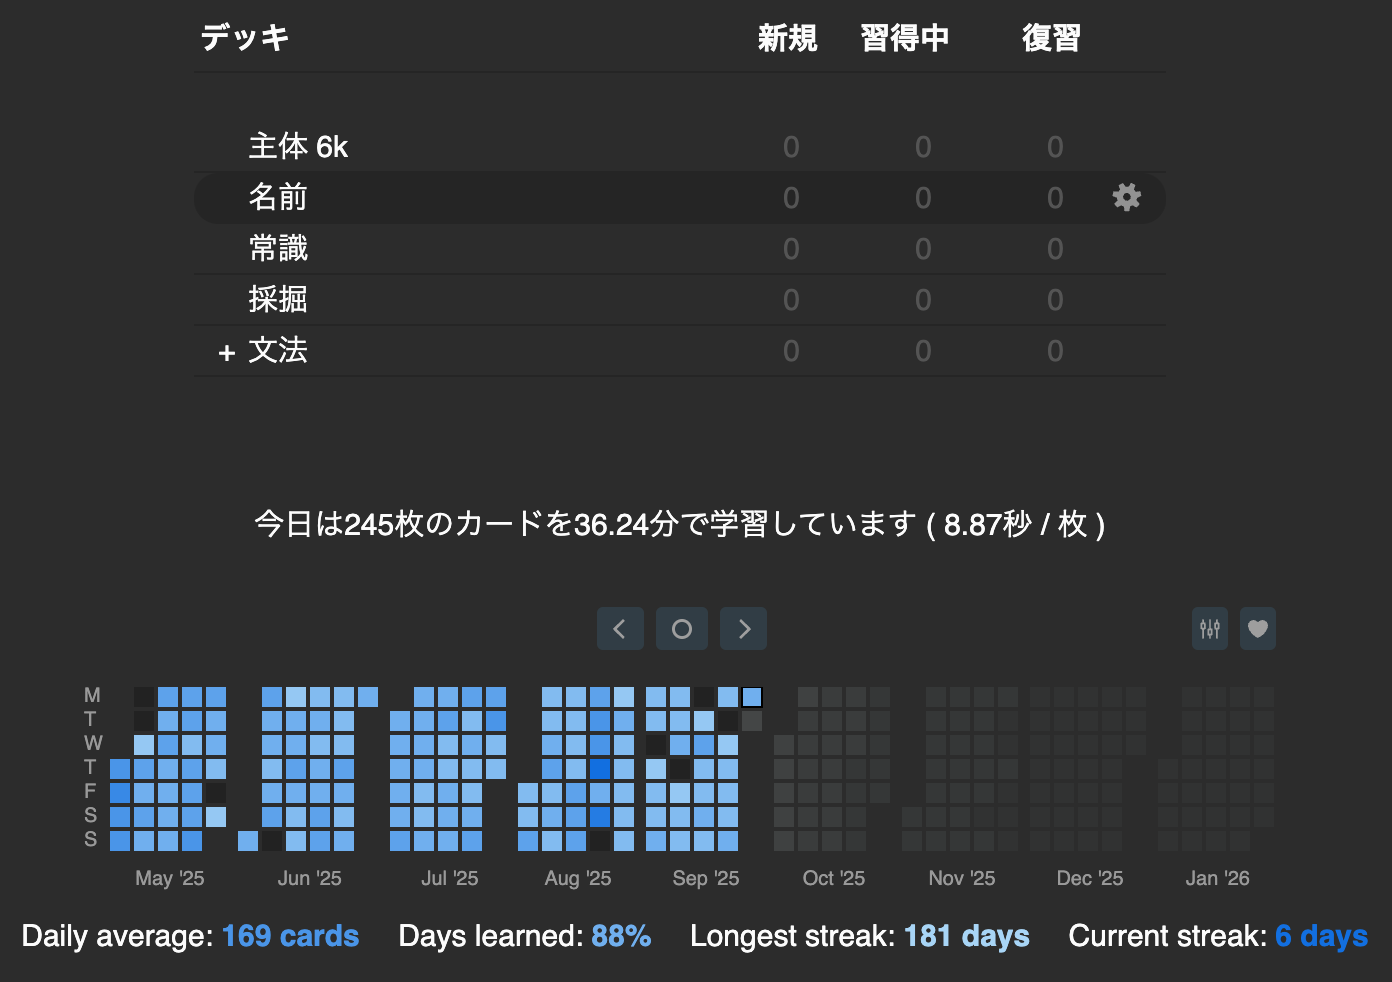 デッキ 新規 習得中 復習
主体 6k 0 0 0
名前 0 0 0
常識 0 0 0
採掘 0 0 0
+ 文法 0 0 0
今日は245枚のカードを36.24分で学習しています ( 8.87秒 / 枚 )
M
T
W
T
F
S
S
May '25 Jun '25 Jul '25 Aug '25 Sep '25 Oct '25 Nov '25 Dec '25 Jan '26
Daily average: 169 cards Days learned: 88% Longest streak: 181 days Current streak: 6 days